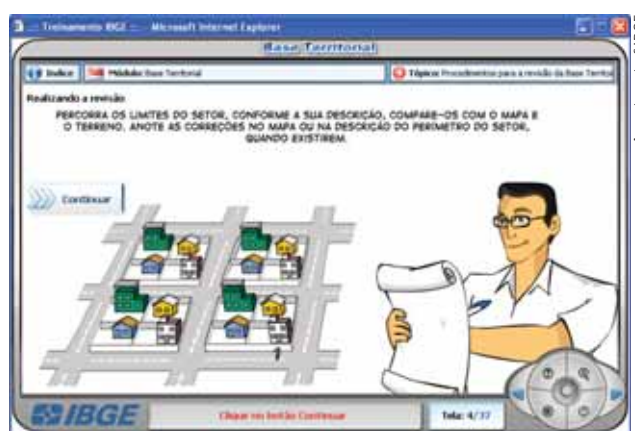 ... Treinamento IBGE ... - Microsoft Internet Explorer
Base Territorial
Índice
Módulo: Base Territorial
Tópico: Procedimentos para a revisão da Base Territo
Realizando a revisão
PERCORRA OS LIMITES DO SETOR, CONFORME A SUA DESCRIÇÃO, COMPARE-OS COM O MAPA E
O TERRENO. ANOTE AS CORREÇÕES NO MAPA OU NA DESCRIÇÃO DO PERÍMETRO DO SETOR,
QUANDO EXISTIREM.
Continuar
IBGE
Clique no botão Continuar
Tela: 4/37